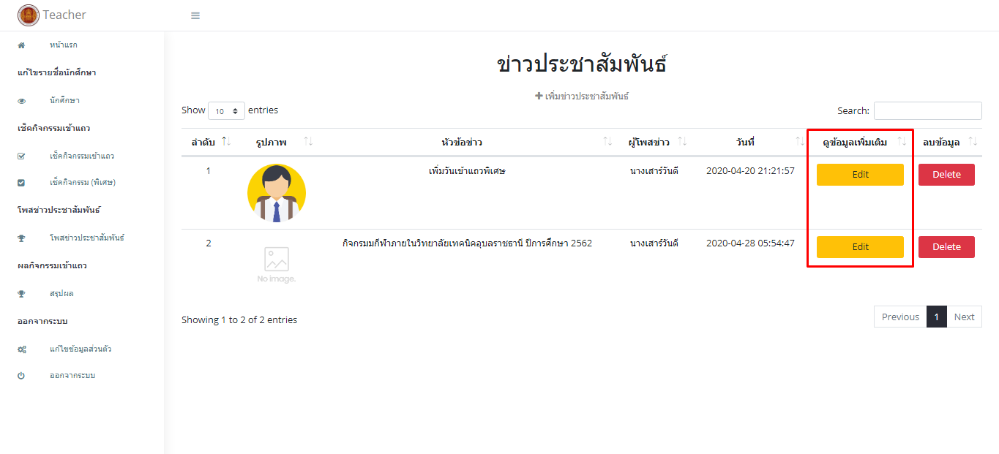 Teacher
หน้าแรก
แก้ไขรายชื่อนักศึกษา
นักศึกษา
เช็คกิจกรรมเข้าแถว
เช็คกิจกรรมเข้าแถว
เช็คกิจกรรม (พิเศษ)
โพสข่าวประชาสัมพันธ์
โพสข่าวประชาสัมพันธ์
ผลกิจกรรมเข้าแถว
สรุปผล
ออกจากระบบ
แก้ไขข้อมูลส่วนตัว
ออกจากระบบ
ข่าวประชาสัมพันธ์
เพิ่มข่าวประชาสัมพันธ์
Show 10 entries Search:
ลำดับ รูปภาพ หัวข้อข่าว ผู้โพสข่าว วันที่ ดูข้อมูลเพิ่มเติม ลบข้อมูล
1 เพิ่มวันเข้าแถวพิเศษ นางเสาร์วันดี 2020-04-20 21:21:57 Edit Delete
2 กิจกรมมกีฬาภายในวิทยาลัยเทคนิคอุบลราชธานี ปีการศึกษา 2562 นางเสาร์วันดี 2020-04-28 05:54:47 Edit Delete
No image.
Showing 1 to 2 of 2 entries Previous 1 Next